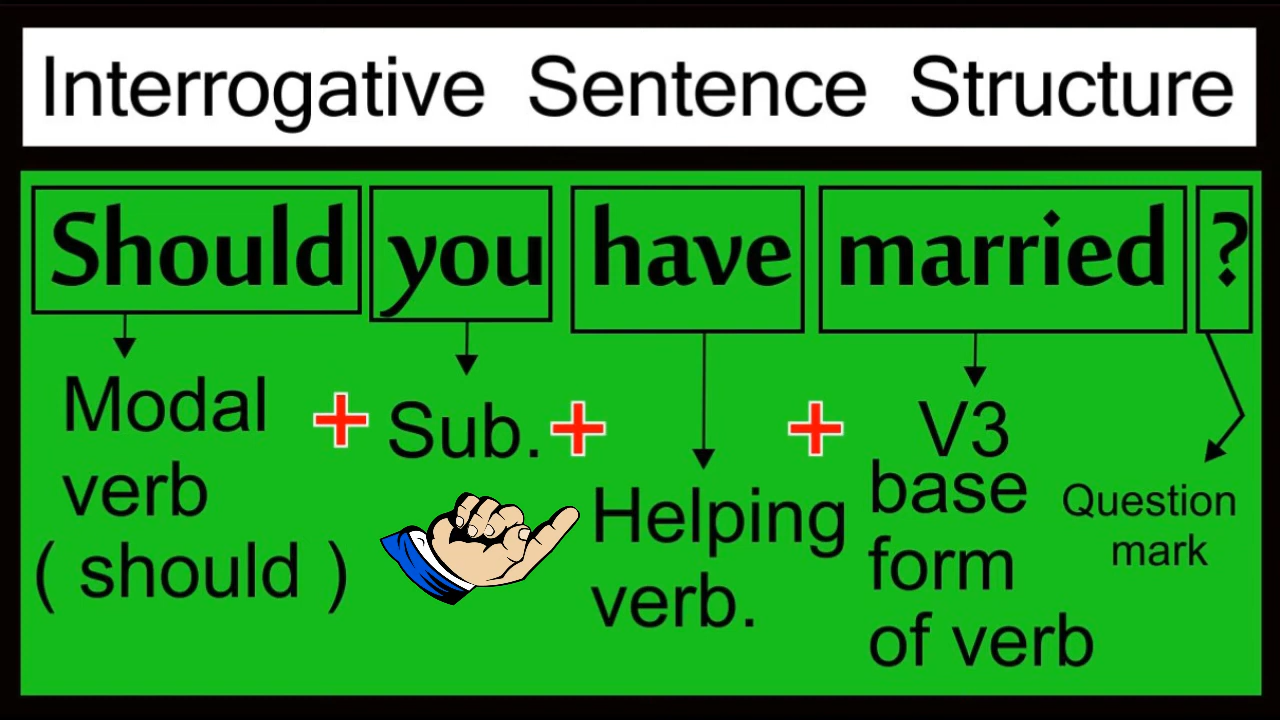 Interrogative Sentence Structure
Should you have married ?
Modal
verb
( should )
+
Sub.
+
Helping
verb.
+
V3
base
form
of verb
Question
mark